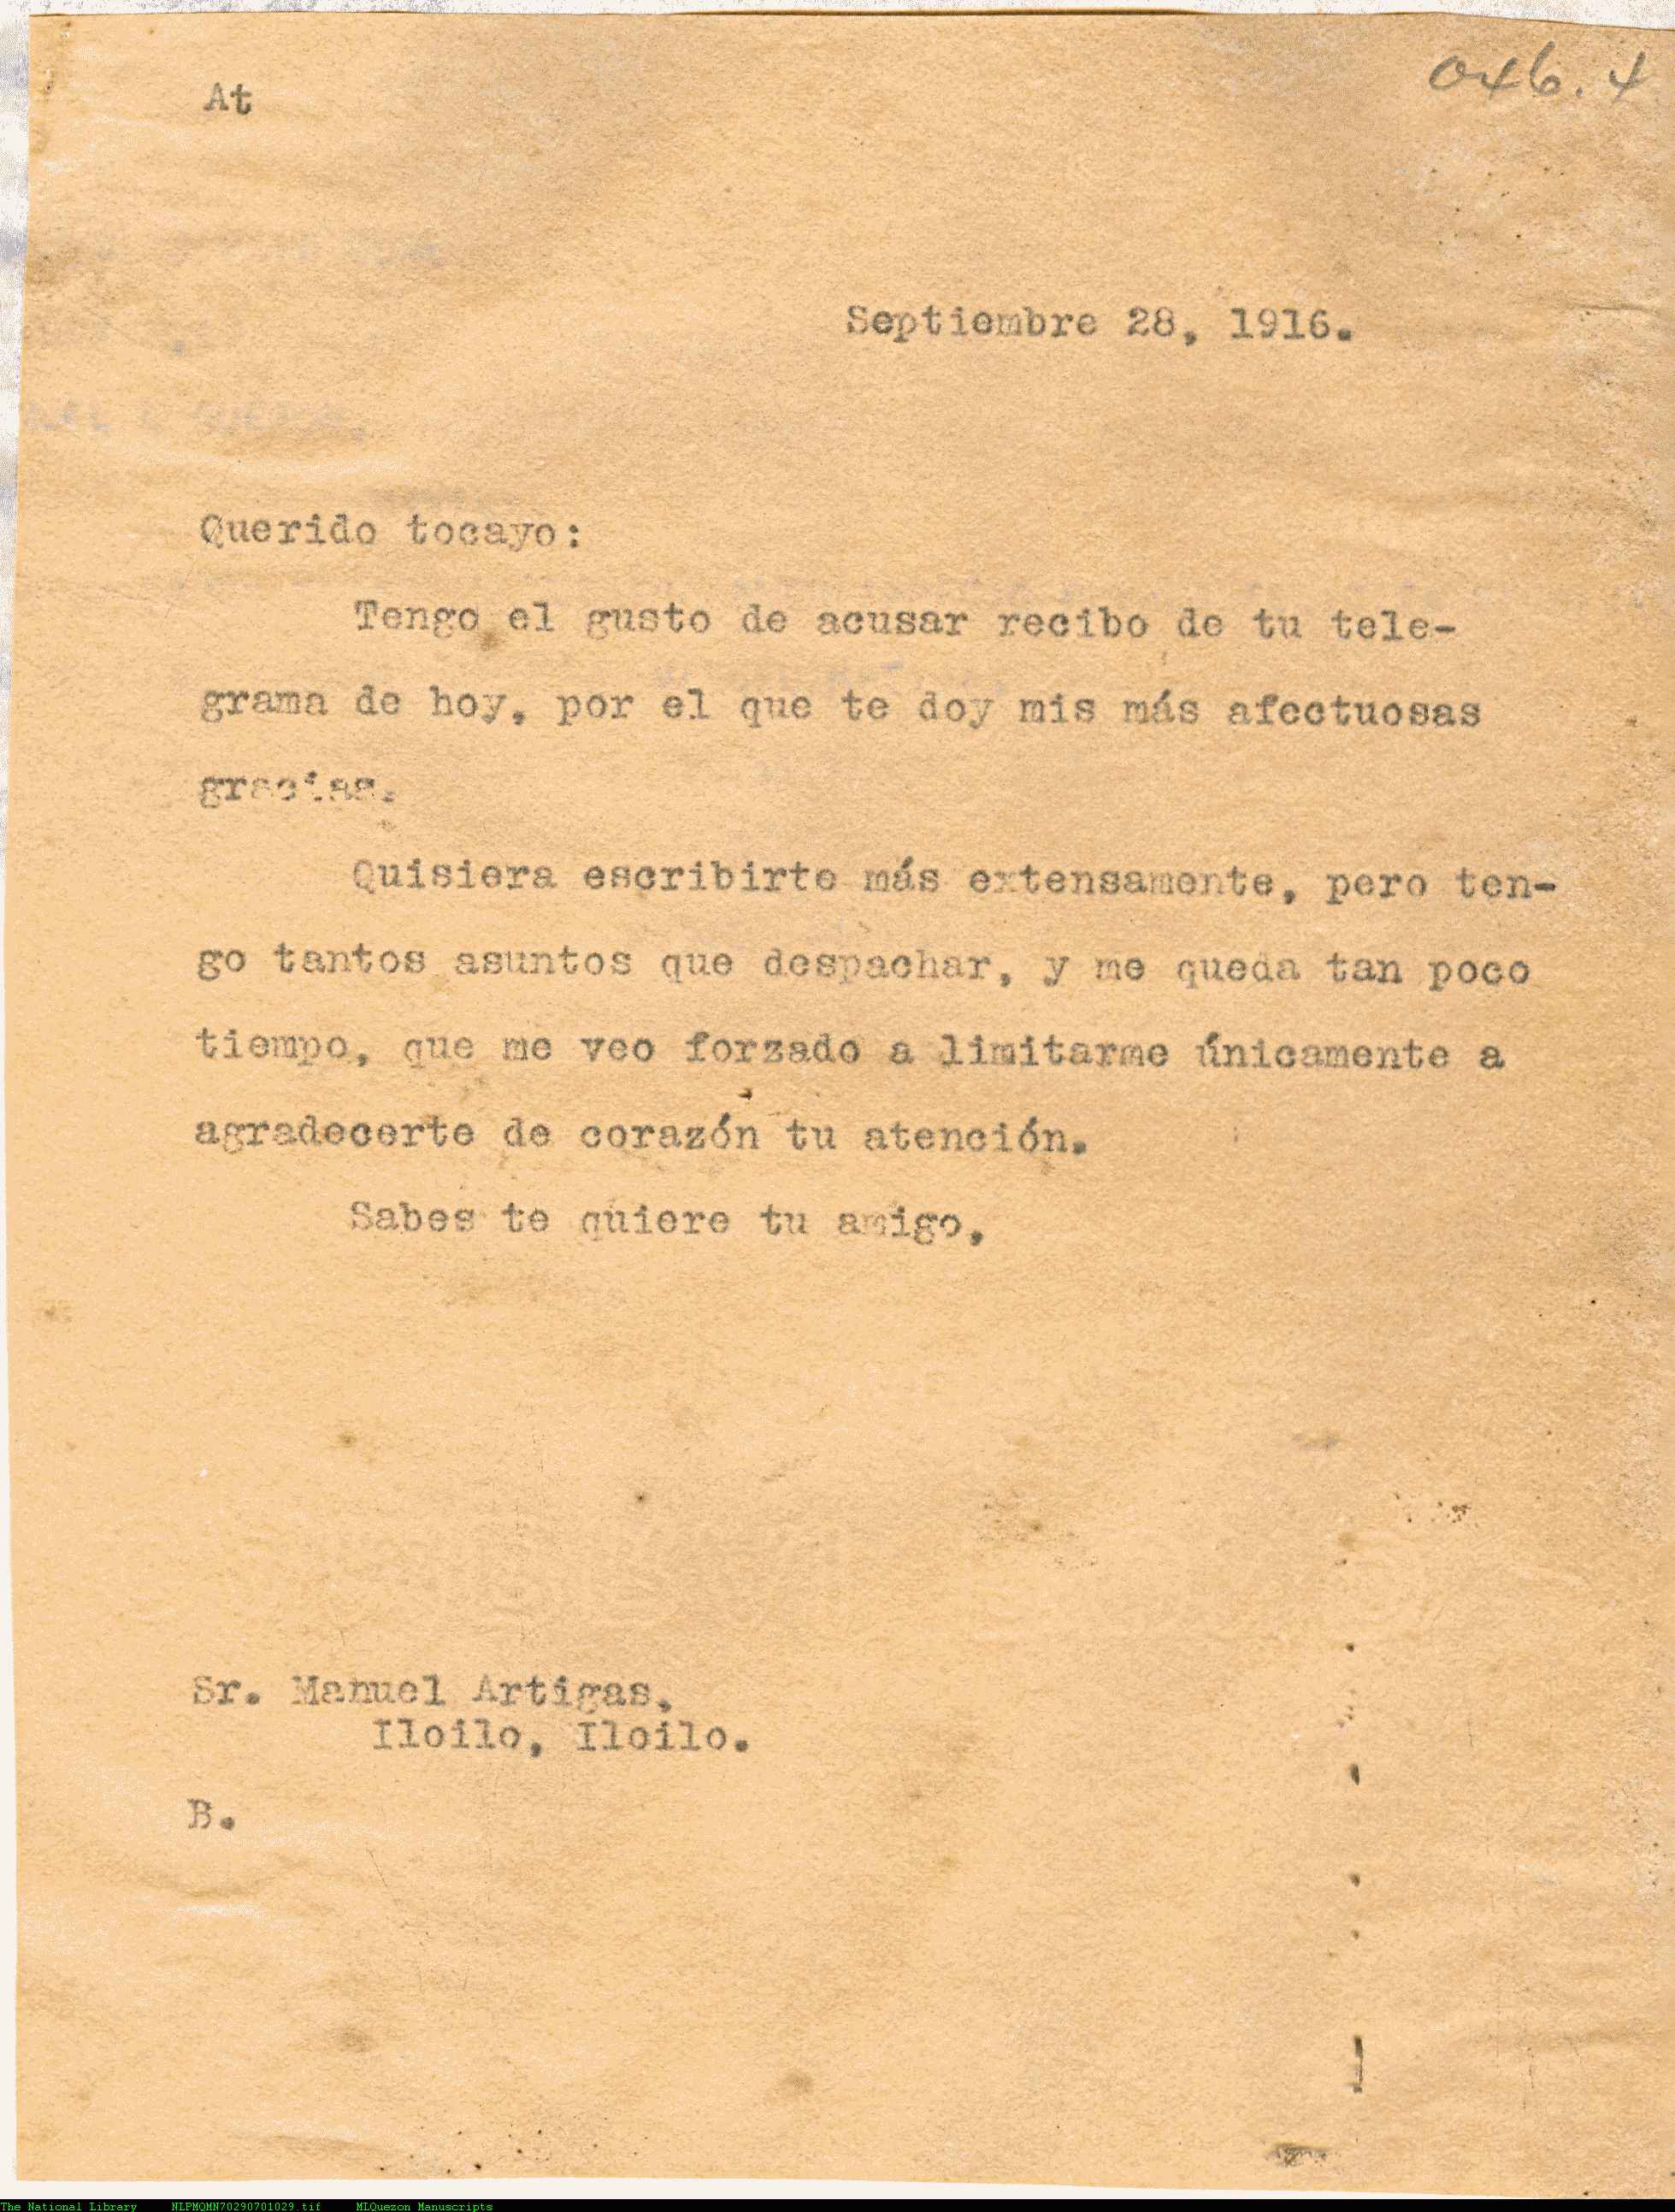 046.4
At
Septiembre 28, 1916.
Querido tocayo:
Tengo el gusto de acusar recibo de tu tele-
grama de hoy, por el que te doy mis más afectuosas
gracias.
Quisiera escribirte más extensamente, pero ten-
go tantos asuntos que despachar, y me queda tan poco
tiempo, que me veo forzado a limitarme únicamente a
agradecerte de corazón tu atención.
Sabes te quiere tu amigo,
Sr. Manuel Artigas,
Iloilo, Iloilo.
B.
The National Library NLPMQMN70290701029.tif MLQuezon Manuscripts